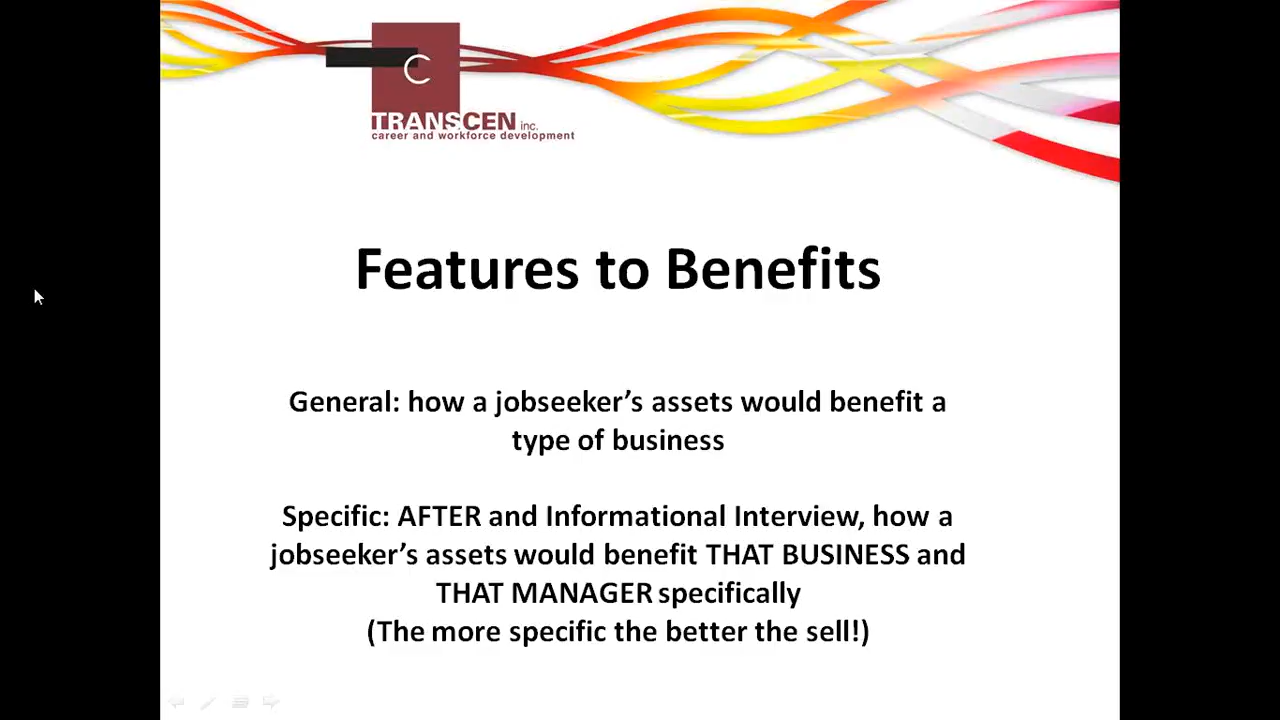 C
TRANSCEN inc.
career and workforce development
Features to Benefits
General: how a jobseeker’s assets would benefit a
type of business
Specific: AFTER and Informational Interview, how a
jobseeker’s assets would benefit THAT BUSINESS and
THAT MANAGER specifically
(The more specific the better the sell!)